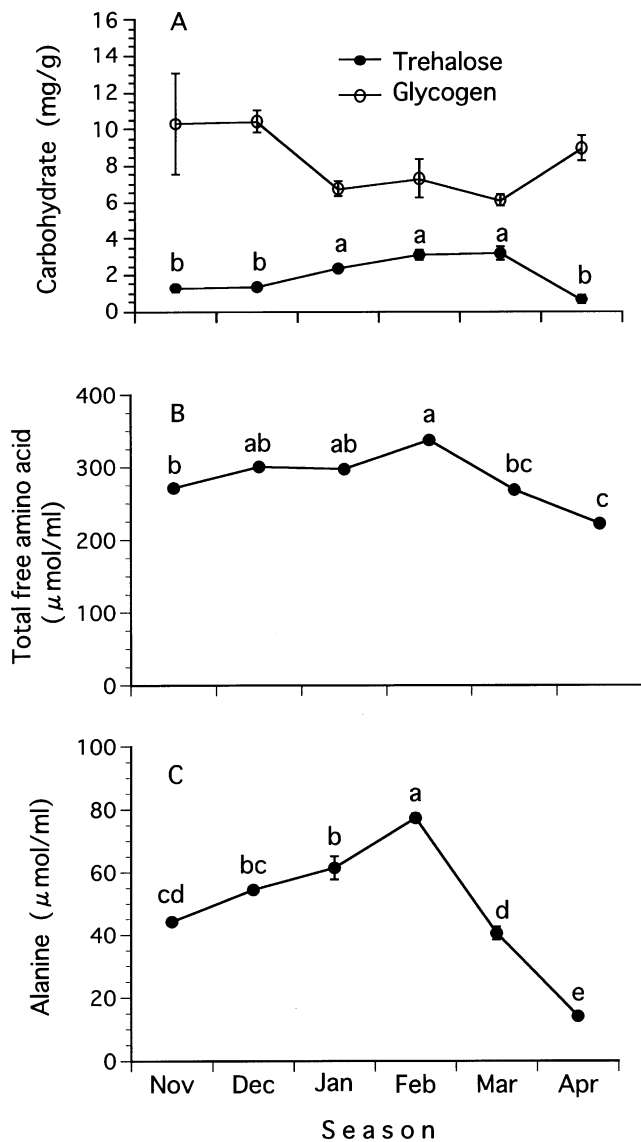 A
Trehalose
Glycogen
Carbohydrate (mg/g)
16
14
12
10
8
6
4
2
0
b b a a a b
B
Total free amino acid
(μmol/ml)
400
300
200
100
0
b ab ab a bc c
C
Alanine (μmol/ml)
100
80
60
40
20
0
cd bc b a d e
Nov Dec Jan Feb Mar Apr
Season